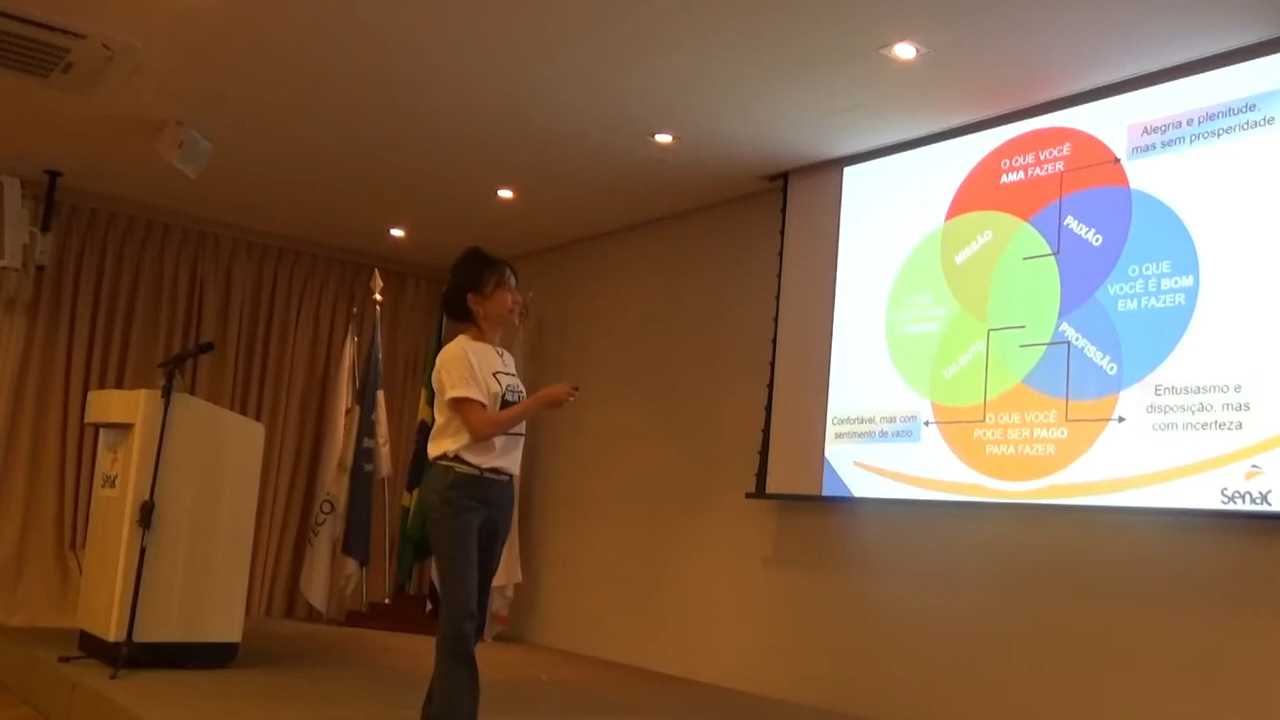 Alegria e plenitude,
mas sem prosperidade
O QUE VOCÊ
AMA FAZER
MISSÃO
PAIXÃO
O QUE
VOCÊ É BOM
EM FAZER
PROFISSÃO
TALENTO
Confortável, mas com
sentimento de vazio
O QUE VOCÊ
PODE SER PAGO
PARA FAZER
Entusiasmo e
disposição, mas
com incerteza
Senac
Senac